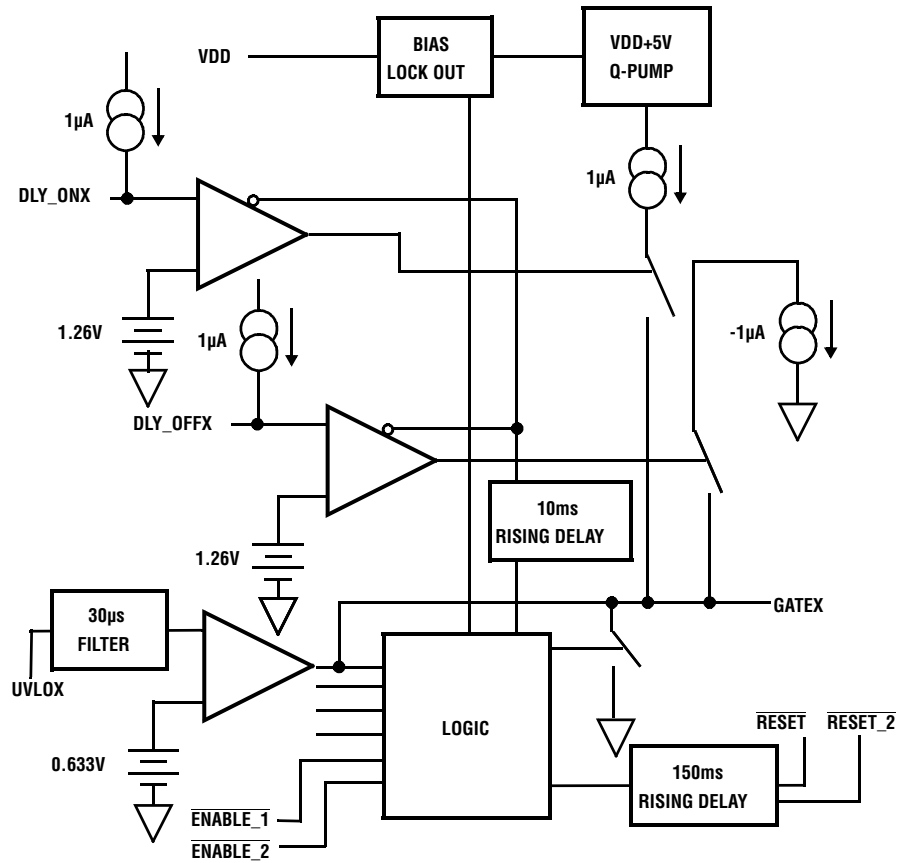 VDD
BIAS
LOCK OUT
VDD+5V
Q-PUMP
1µA
1µA
DLY_ONX
1.26V
1µA
-1µA
DLY_OFFX
10ms
RISING DELAY
1.26V
30µs
FILTER
GATEX
UVLOX
LOGIC
RESET
RESET_2
0.633V
150ms
RISING DELAY
ENABLE_1
ENABLE_2